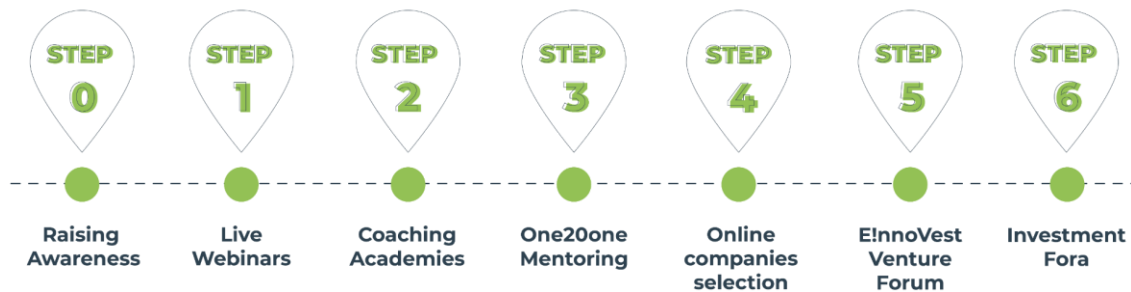 STEP
0
STEP
1
STEP
2
STEP
3
STEP
4
STEP
5
STEP
6
Raising
Awareness
Live
Webinars
Coaching
Academies
One20one
Mentoring
Online
companies
selection
E!nnoVest
Venture
Forum
Investment
Fora